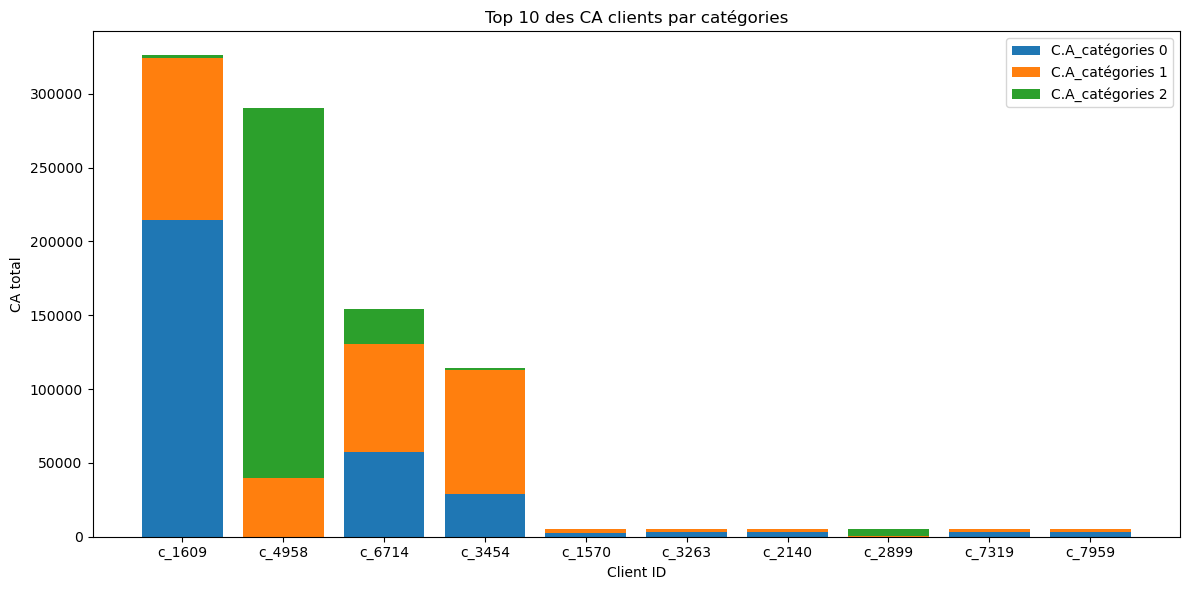 Top 10 des CA clients par catégories
C.A_catégories 0
C.A_catégories 1
C.A_catégories 2
CA total
300000
250000
200000
150000
100000
50000
0
c_1609 c_4958 c_6714 c_3454 c_1570 c_3263 c_2140 c_2899 c_7319 c_7959
Client ID